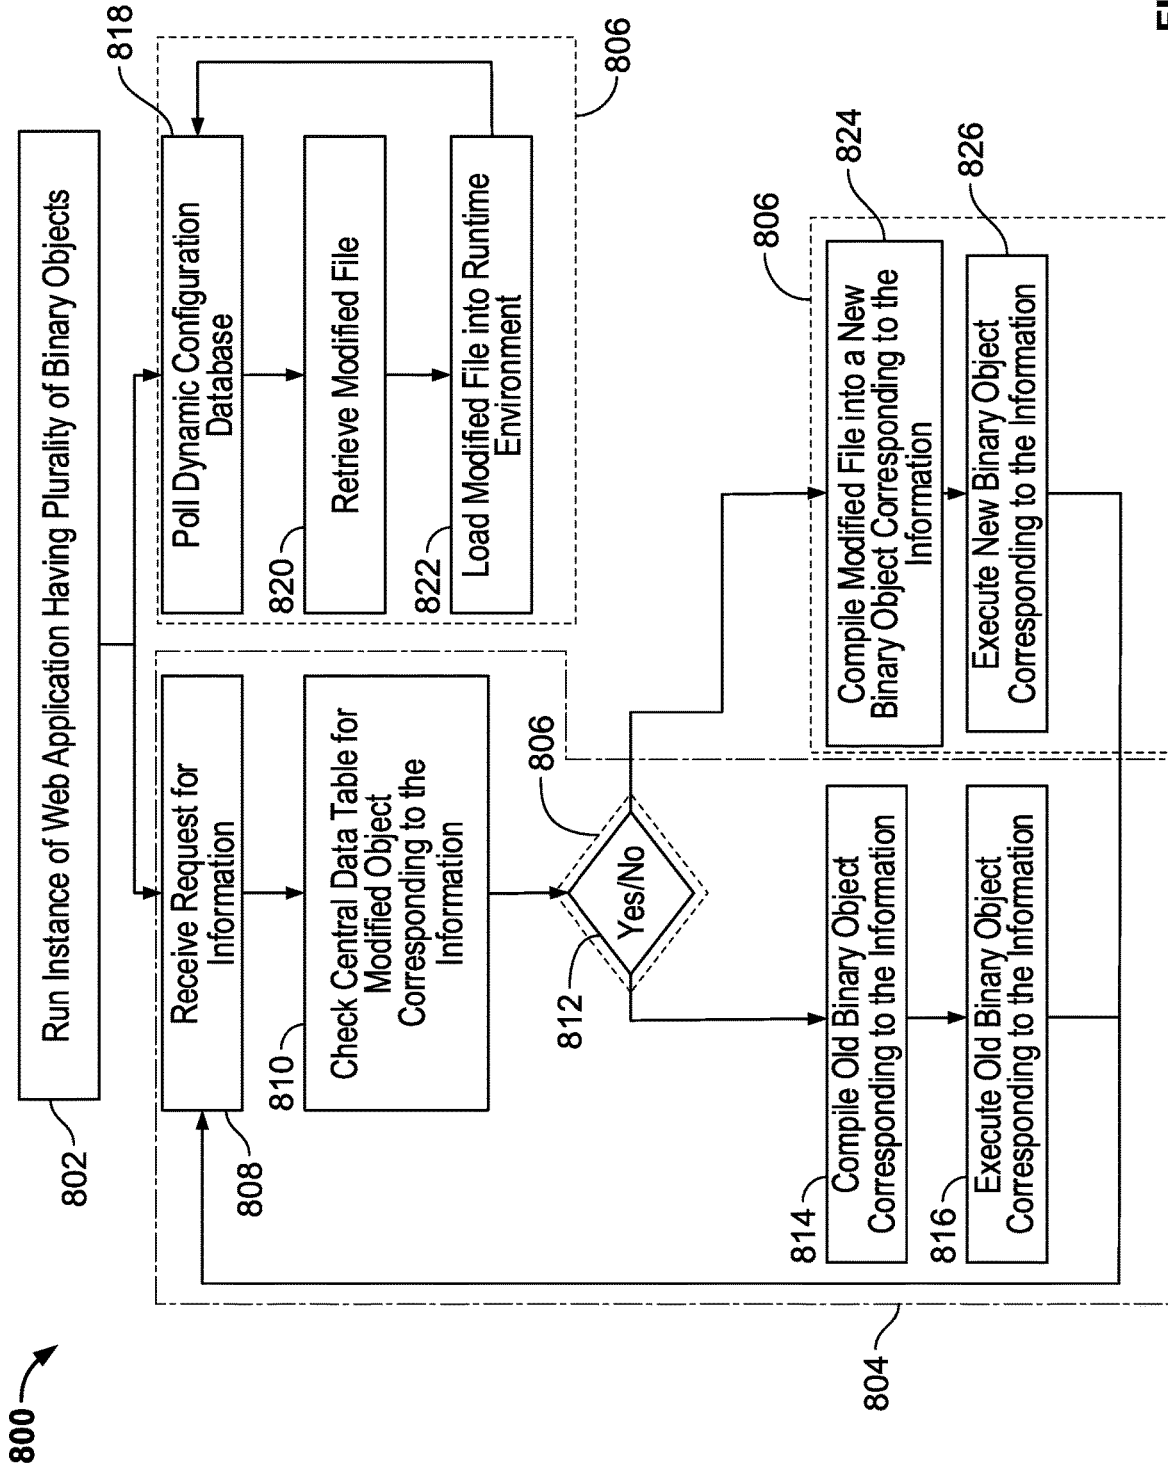 800
802
Run Instance of Web Application Having Plurality of Binary Objects
804
808
Receive Request for
Information
810
Check Central Data Table for
Modified Object
Corresponding to the
Information
812
Yes/No
806
814
Compile Old Binary Object
Corresponding to the Information
816
Execute Old Binary Object
Corresponding to the Information
818
Poll Dynamic Configuration
Database
820
Retrieve Modified File
822
Load Modified File into Runtime
Environment
806
806
824
Compile Modified File into a New
Binary Object Corresponding to the
Information
826
Execute New Binary Object
Corresponding to the Information